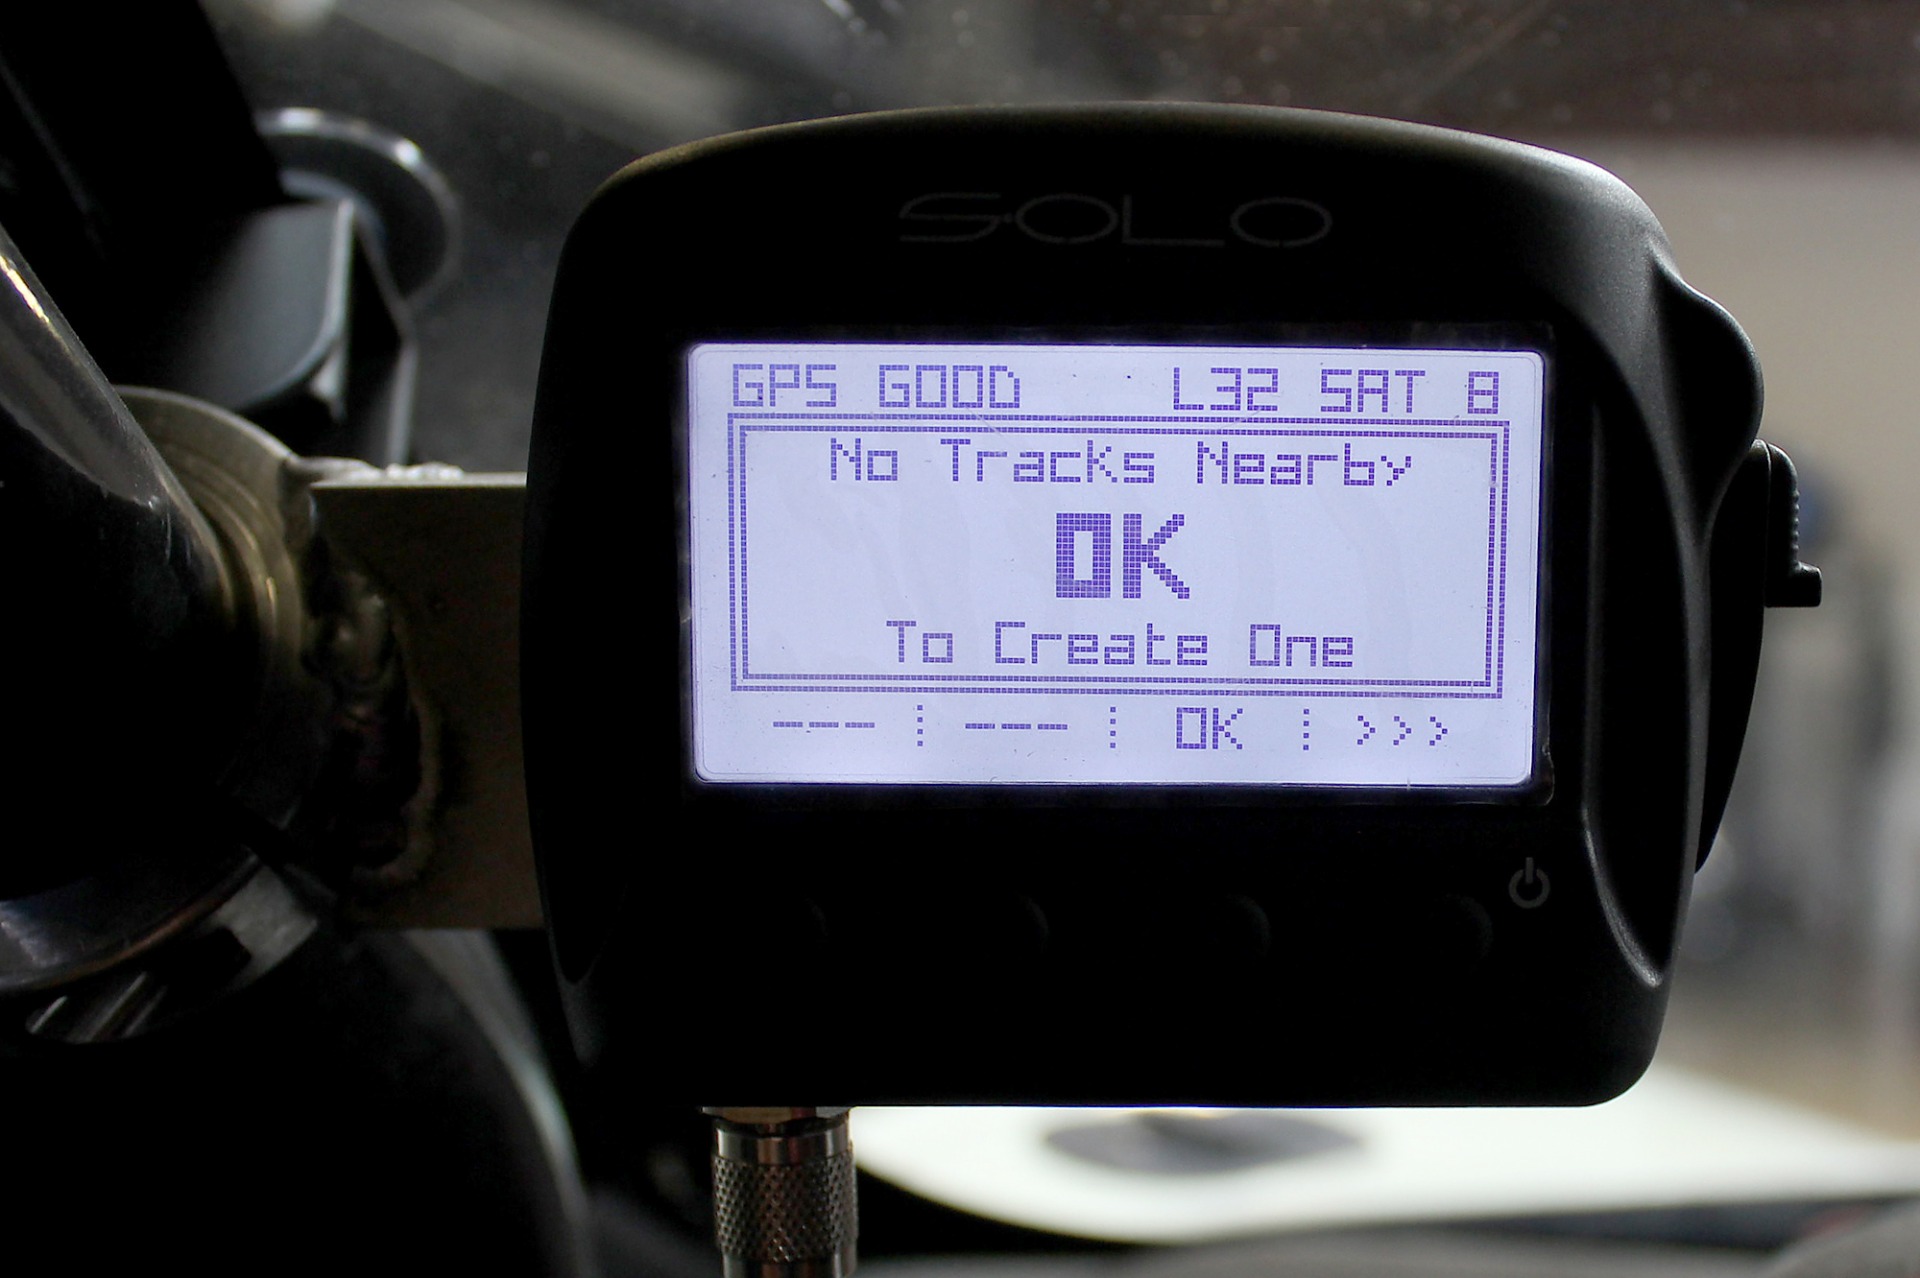 SOLO
GPS GOOD L32 SAT 8
No Tracks Nearby
OK
To Create One
--- ⋮ --- ⋮ OK ⋮ >>>